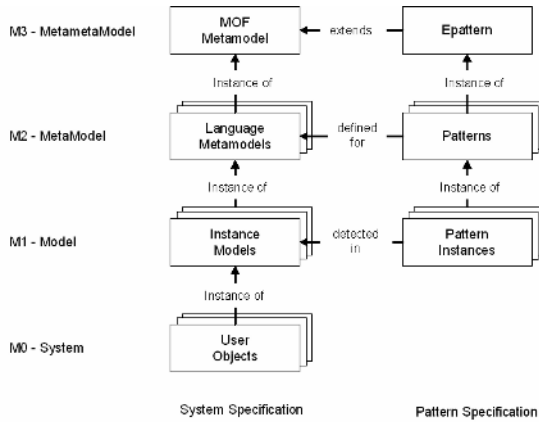 M3 - MetametaModel
MOF
Metamodel
extends
Epattern
Instance of
Instance of
M2 - MetaModel
Language
Metamodels
defined
for
Patterns
Instance of
Instance of
M1 - Model
Instance
Models
detected
in
Pattern
Instances
Instance of
M0 - System
User
Objects
System Specification
Pattern Specification